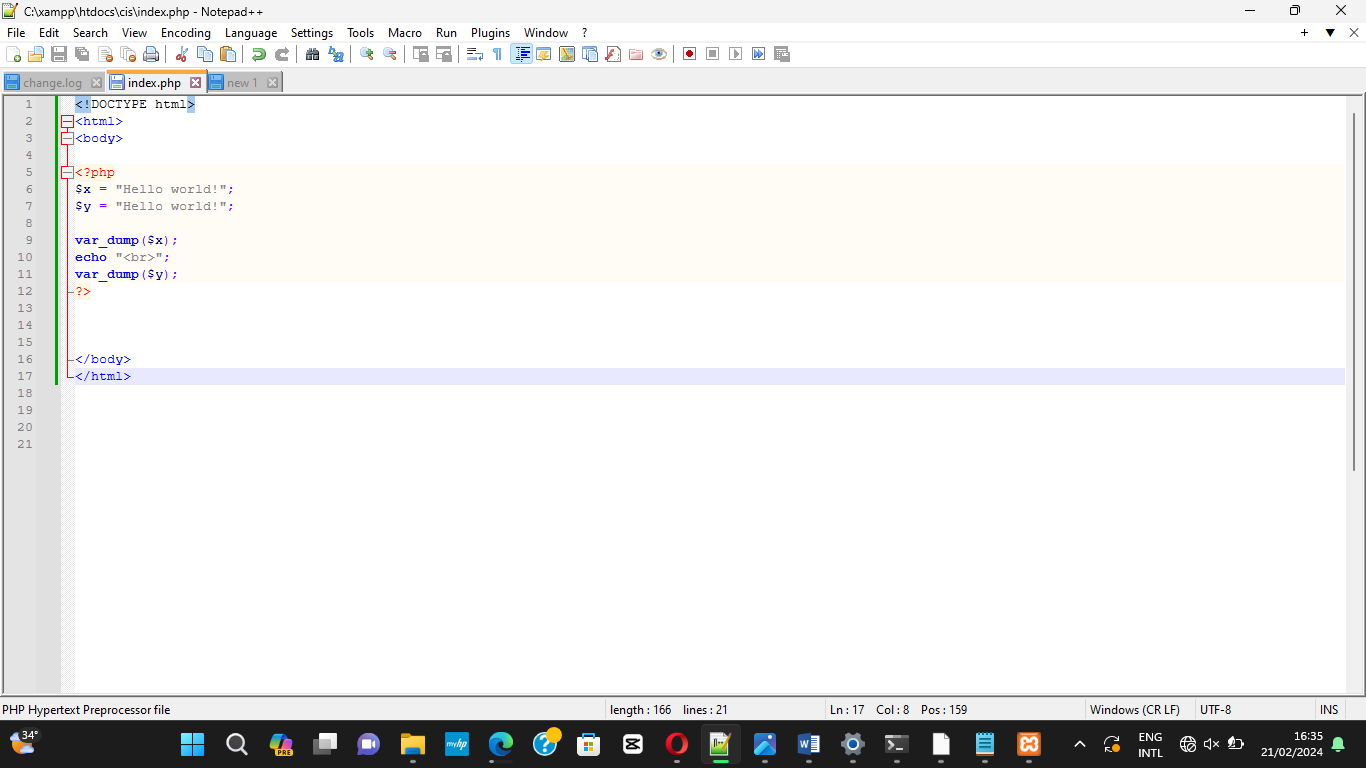 C:\xampp\htdocs\cis\index.php - Notepad++
File Edit Search View Encoding Language Settings Tools Macro Run Plugins Window ?
change.log index.php new 1
1 <!DOCTYPE html>
2 <html>
3 <body>
4
5 <?php
6 $x = "Hello world!";
7 $y = "Hello world!";
8
9 var_dump($x);
10 echo "<br>";
11 var_dump($y);
12 ?>
13
14
15
16 </body>
17 </html>
18
19
20
21
PHP Hypertext Preprocessor file length : 166 lines : 21 Ln : 17 Col : 8 Pos : 159 Windows (CR LF) UTF-8 INS
34° PRE myhp ENG 16:35
INTL 21/02/2024